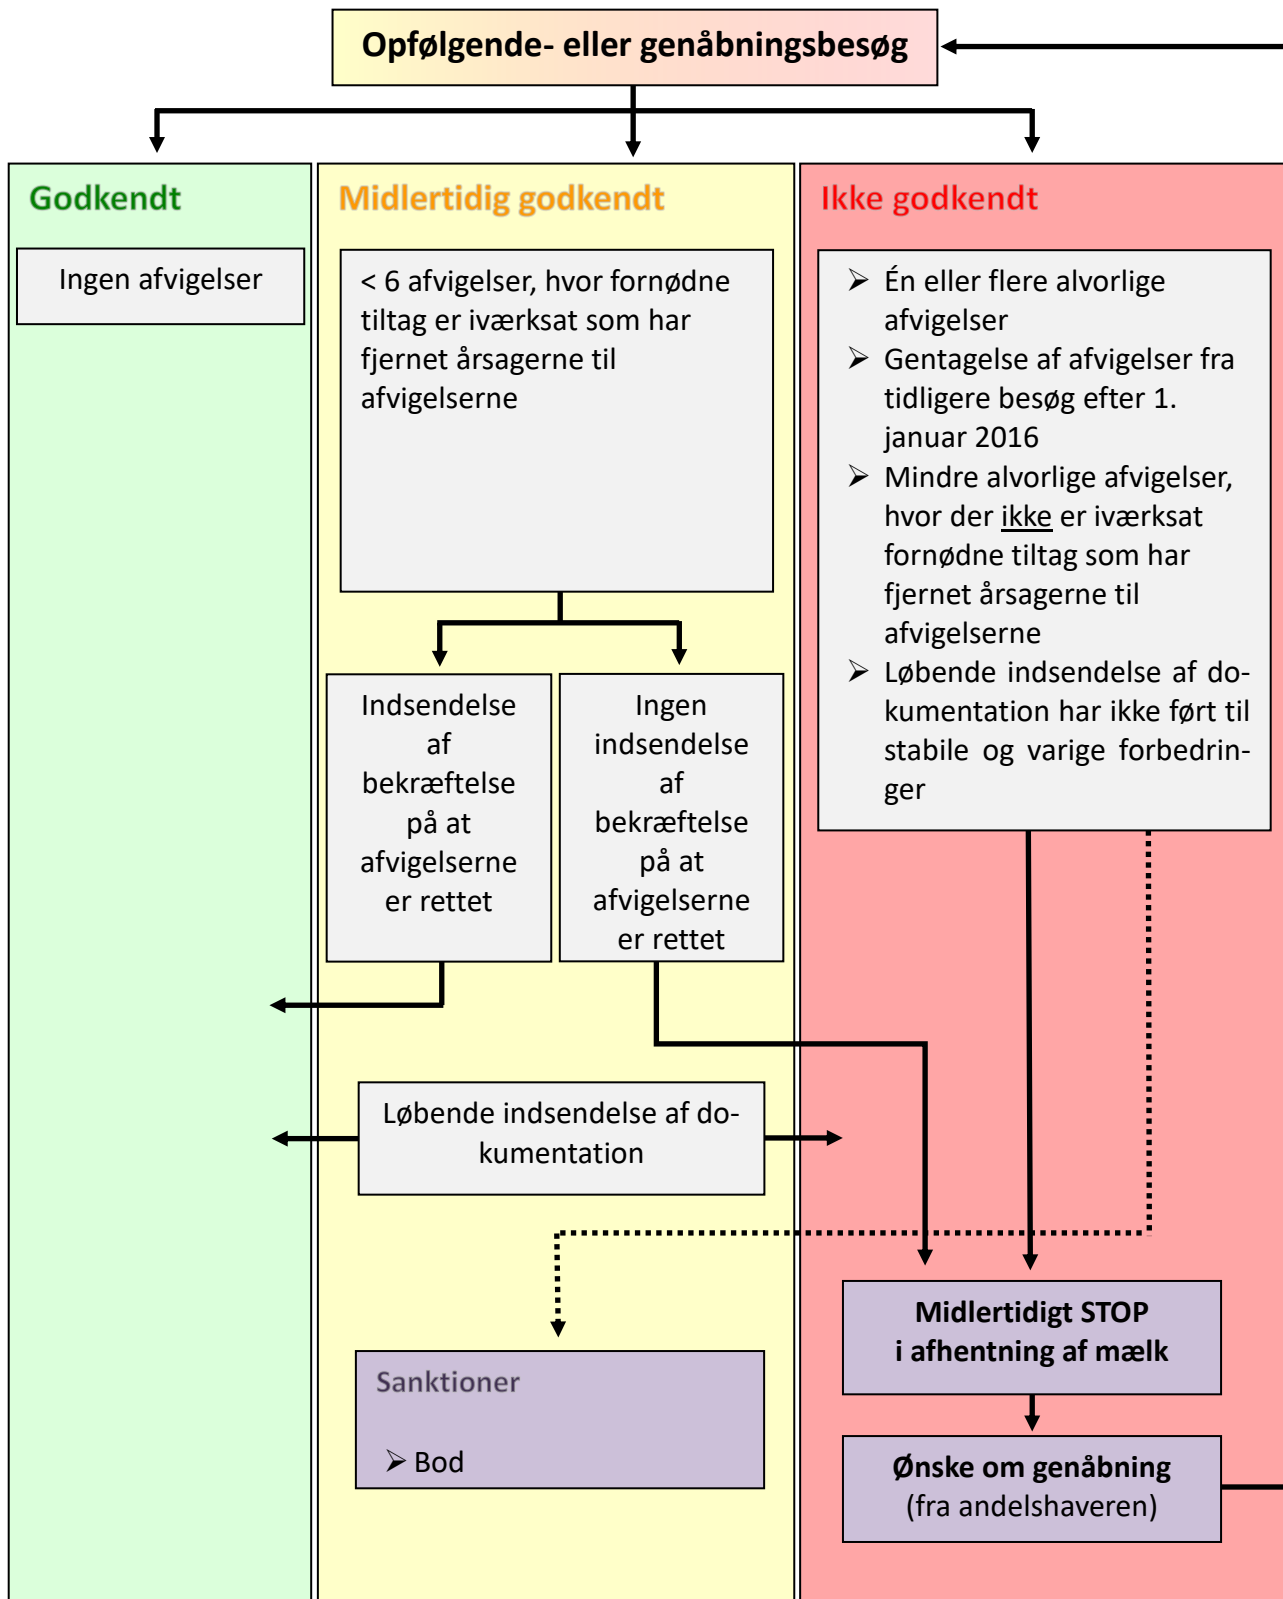 Opfølgende- eller genåbningsbesøg
Godkendt
Ingen afvigelser
Midlertidig godkendt
< 6 afvigelser, hvor fornødne
tiltag er iværksat som har
fjernet årsagerne til
afvigelserne
Indsendelse
af
bekræftelse
på at
afvigelserne
er rettet
Ingen
indsendelse
af
bekræftelse
på at
afvigelserne
er rettet
Løbende indsendelse af do-
kumentation
Sanktioner
➢ Bod
Ikke godkendt
➢ Én eller flere alvorlige
afvigelser
➢ Gentagelse af afvigelser fra
tidligere besøg efter 1.
januar 2016
➢ Mindre alvorlige afvigelser,
hvor der ikke er iværksat
fornødne tiltag som har
fjernet årsagerne til
afvigelserne
➢ Løbende indsendelse af do-
kumentation har ikke ført til
stabile og varige forbedrin-
ger
Midlertidigt STOP
i afhentning af mælk
Ønske om genåbning
(fra andelshaveren)